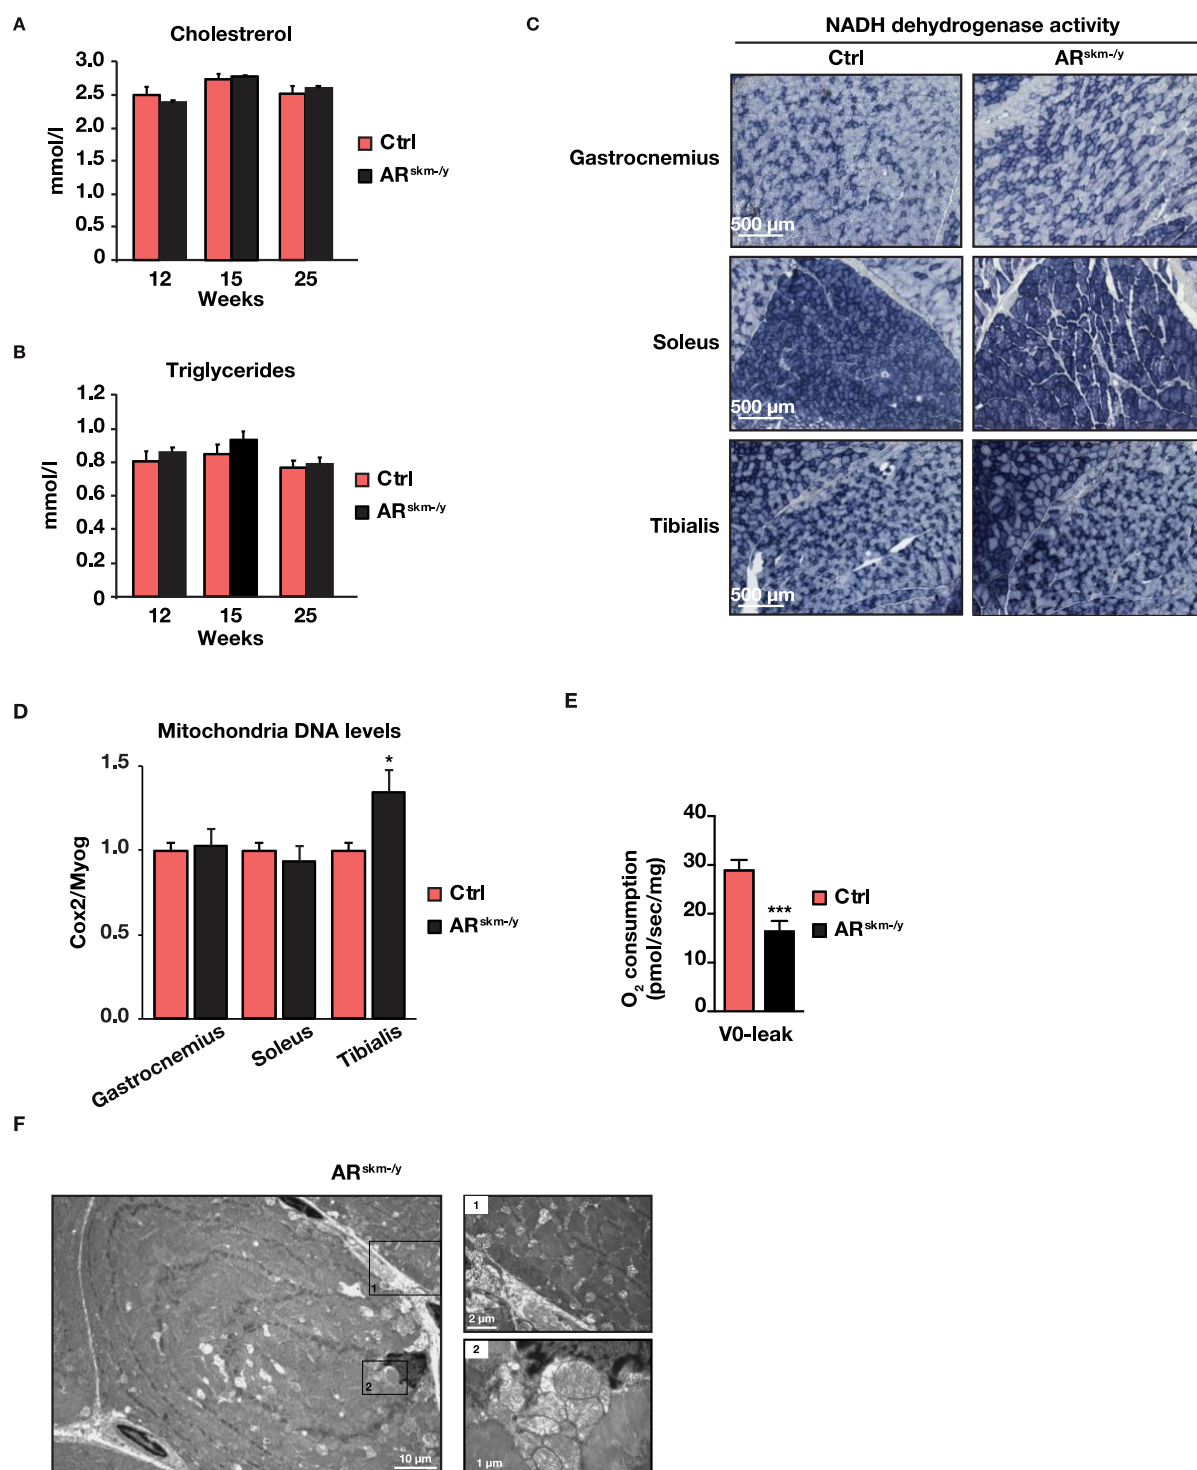 A
Cholestrerol
mmol/l
3.0
2.5
2.0
1.5
1.0
0.5
0
12
15
25
Weeks
Ctrl
ARskm-/y
B
Triglycerides
mmol/l
1.2
1.0
0.8
0.6
0.4
0.2
0
12
15
25
Weeks
Ctrl
ARskm-/y
C
NADH dehydrogenase activity
Ctrl
ARskm-/y
Gastrocnemius
500 µm
Soleus
500 µm
Tibialis
500 µm
D
Mitochondria DNA levels
Cox2/Myog
1.5
1.0
0.5
0.0
*
Gastrocnemius
Soleus
Tibialis
Ctrl
ARskm-/y
E
O2 consumption
(pmol/sec/mg)
40
30
20
10
0
***
V0-leak
Ctrl
ARskm-/y
F
ARskm-/y
1
2
10 µm
1
2 µm
2
1 µm